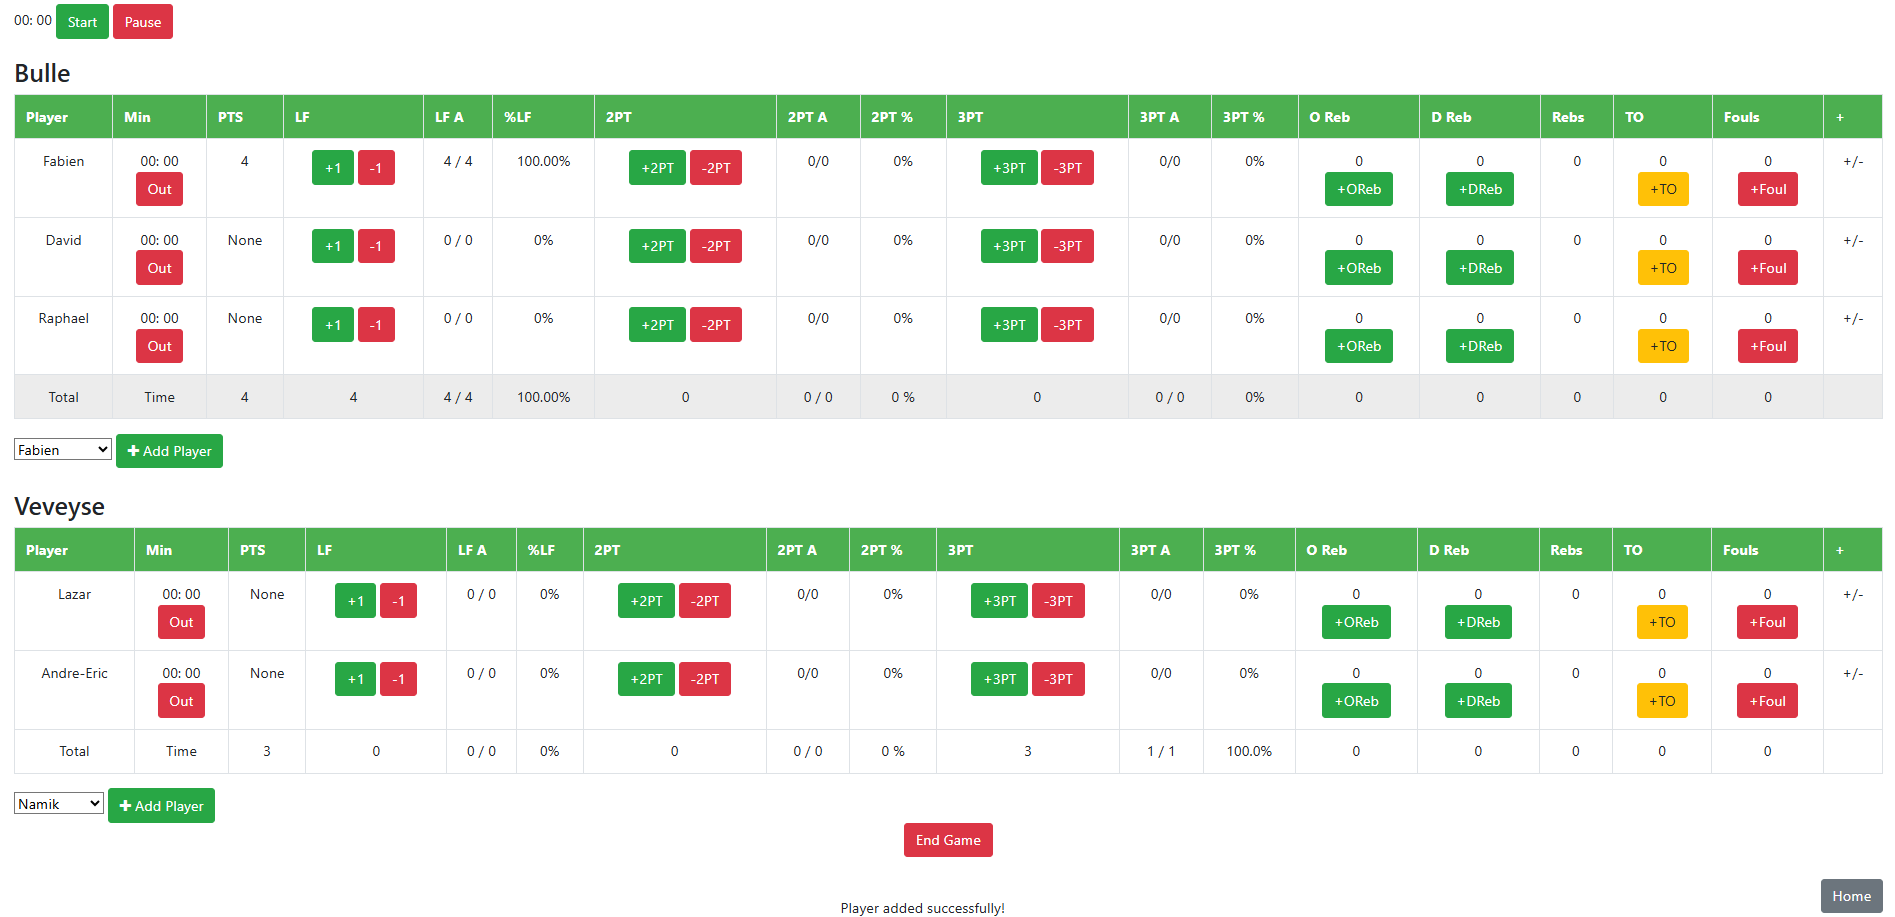 00: 00 Start Pause
Bulle
Player Min PTS LF LF A %LF 2PT 2PT A 2PT % 3PT 3PT A 3PT % O Reb D Reb Rebs TO Fouls +
Fabien 00: 00 4 +1 -1 4 / 4 100.00% +2PT -2PT 0/0 0% +3PT -3PT 0/0 0% 0 0 0 0 0 +/-
Out +OReb +DReb +TO +Foul
David 00: 00 None +1 -1 0 / 0 0% +2PT -2PT 0/0 0% +3PT -3PT 0/0 0% 0 0 0 0 0 +/-
Out +OReb +DReb +TO +Foul
Raphael 00: 00 None +1 -1 0 / 0 0% +2PT -2PT 0/0 0% +3PT -3PT 0/0 0% 0 0 0 0 0 +/-
Out +OReb +DReb +TO +Foul
Total Time 4 4 4 / 4 100.00% 0 0 / 0 0 % 0 0 / 0 0% 0 0 0 0 0
Fabien + Add Player
Veveyse
Player Min PTS LF LF A %LF 2PT 2PT A 2PT % 3PT 3PT A 3PT % O Reb D Reb Rebs TO Fouls +
Lazar 00: 00 None +1 -1 0 / 0 0% +2PT -2PT 0/0 0% +3PT -3PT 0/0 0% 0 0 0 0 0 +/-
Out +OReb +DReb +TO +Foul
Andre-Eric 00: 00 None +1 -1 0 / 0 0% +2PT -2PT 0/0 0% +3PT -3PT 0/0 0% 0 0 0 0 0 +/-
Out +OReb +DReb +TO +Foul
Total Time 3 0 0 / 0 0% 0 0 / 0 0 % 3 1 / 1 100.0% 0 0 0 0 0
Namik + Add Player
End Game
Home
Player added successfully!